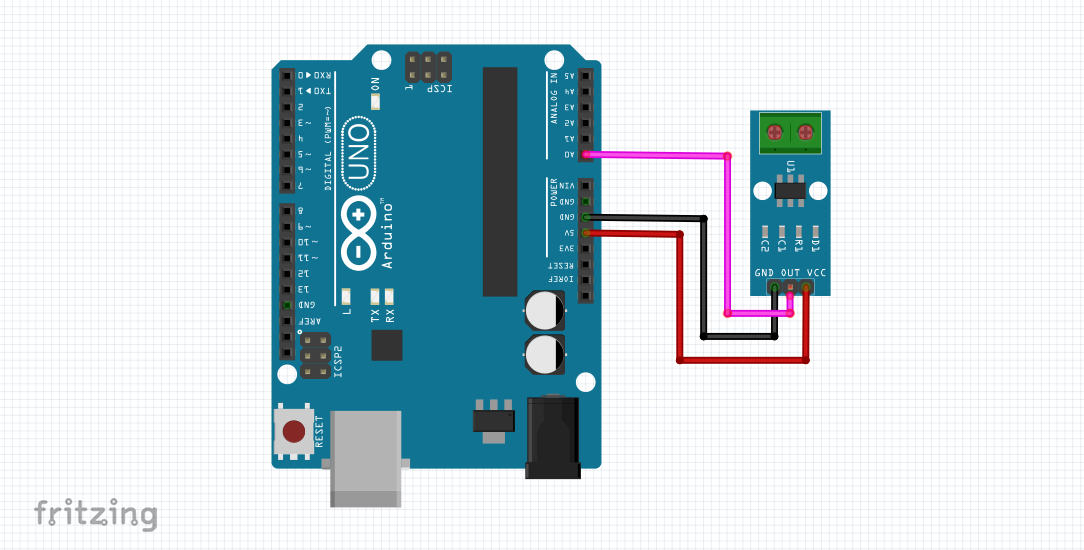 0◄RX0
1►TX0
2
3~
4
5~
6~
7
8
9~
10~
11~
12
13
GND
AREF
DIGITAL (PWM=~)
1
ICSP
ON
UNO
Arduino™
L
TX
RX
ICSP2
RESET
ANALOG IN
A5
A4
A3
A2
A1
A0
POWER
VIN
GND
GND
5V
3V3
RESET
IOREF
U1
C2
C1
R1
D1
GND OUT VCC
fritzing